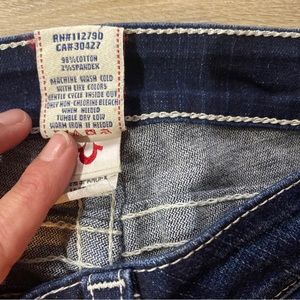 RN#112790
CA#30427
98%COTTON
2%SPANDEX
MACHINE WASH COLD
WITH LIKE COLORS
GENTLE CYCLE INSIDE OUT
ONLY NON-CHLORINE BLEACH
WHEN NEEDED
TUMBLE DRY LOW
WARM IRON IF NEEDED